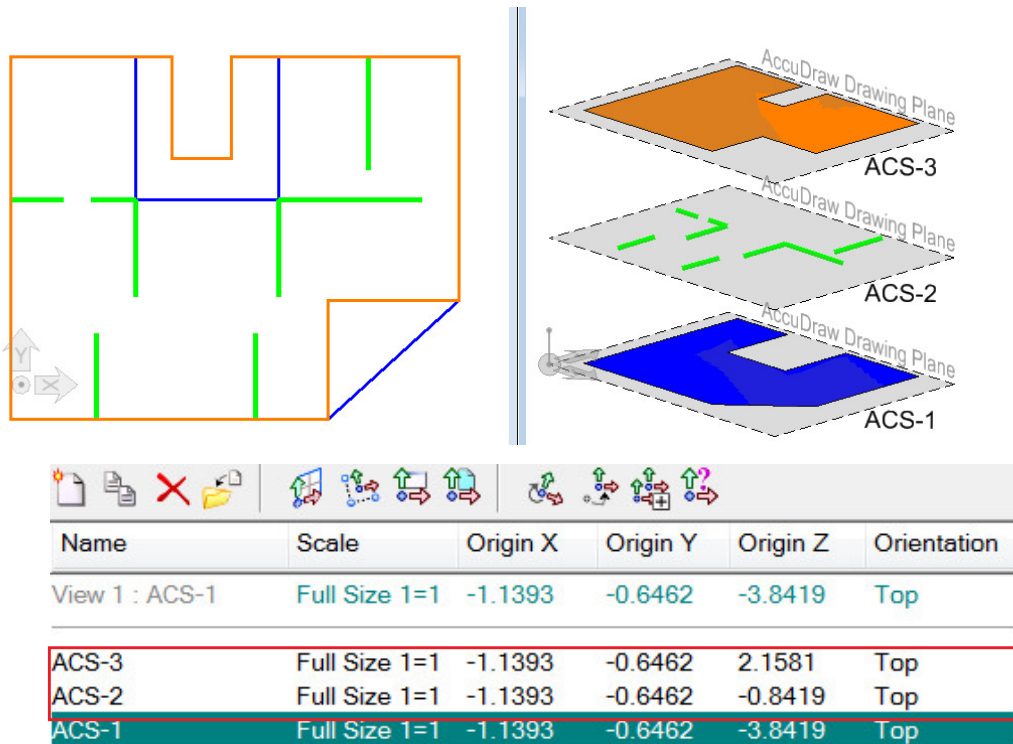 Y
X
AccuDraw Drawing Plane
ACS-3
AccuDraw Drawing Plane
ACS-2
AccuDraw Drawing Plane
ACS-1
Name Scale Origin X Origin Y Origin Z Orientation
View 1 : ACS-1 Full Size 1=1 -1.1393 -0.6462 -3.8419 Top
ACS-3 Full Size 1=1 -1.1393 -0.6462 2.1581 Top
ACS-2 Full Size 1=1 -1.1393 -0.6462 -0.8419 Top
ACS-1 Full Size 1=1 -1.1393 -0.6462 -3.8419 Top